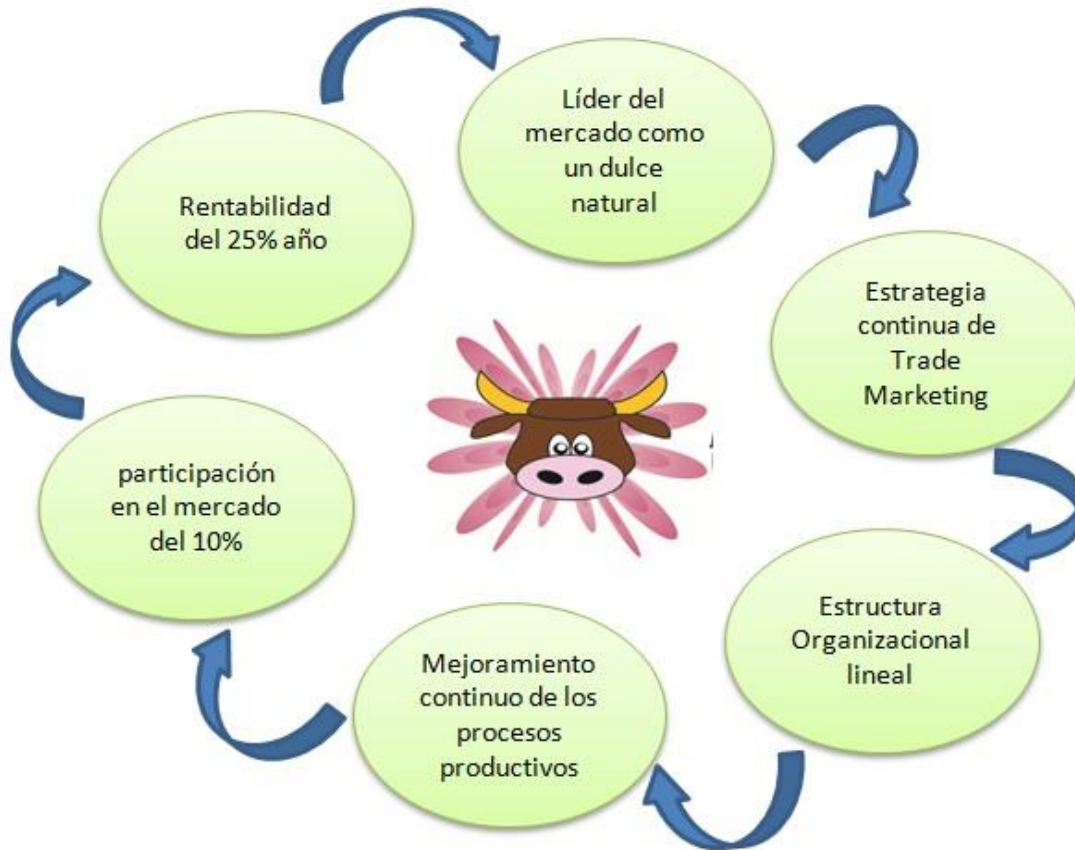 Líder del
mercado como
un dulce
natural
Estrategia
continua de
Trade
Marketing
Estructura
Organizacional
lineal
Mejoramiento
continuo de los
procesos
productivos
participación
en el mercado
del 10%
Rentabilidad
del 25% año